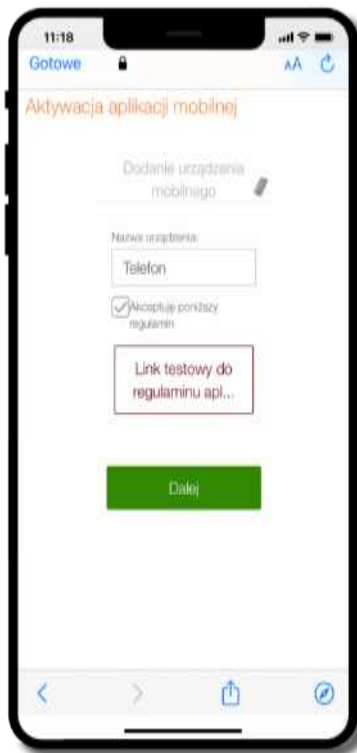 11:18
Gotowe AA
Aktywacja aplikacji mobilnej
Dodanie urządzenia
mobilnego
Nazwa urządzenia:
Telefon
Akceptuję poniższy
regulamin
Link testowy do
regulaminu apl...
Dalej